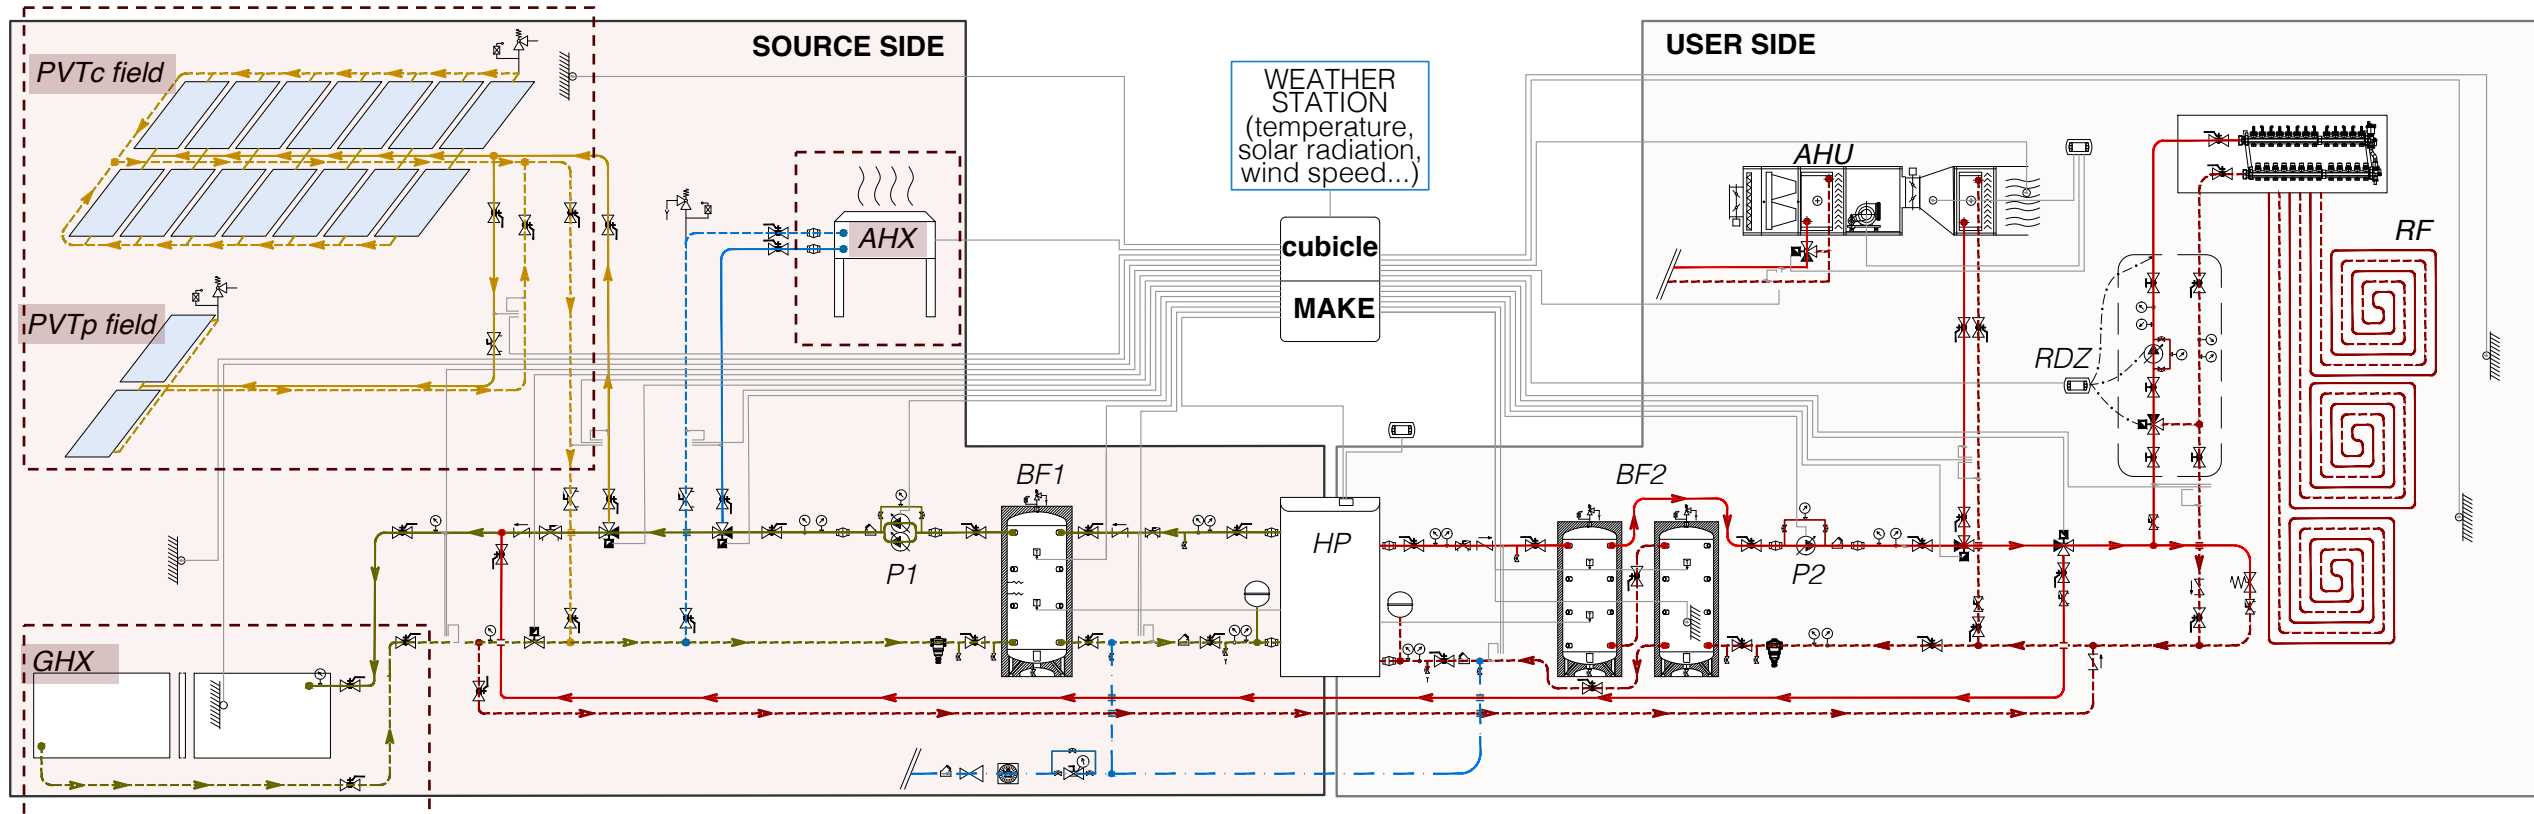 SOURCE SIDE
USER SIDE
PVTc field
WEATHER
STATION
(temperature,
solar radiation,
wind speed...)
AHU
AHX
cubicle
RF
MAKE
PVTp field
RDZ
BF1
BF2
HP
P1
P2
GHX